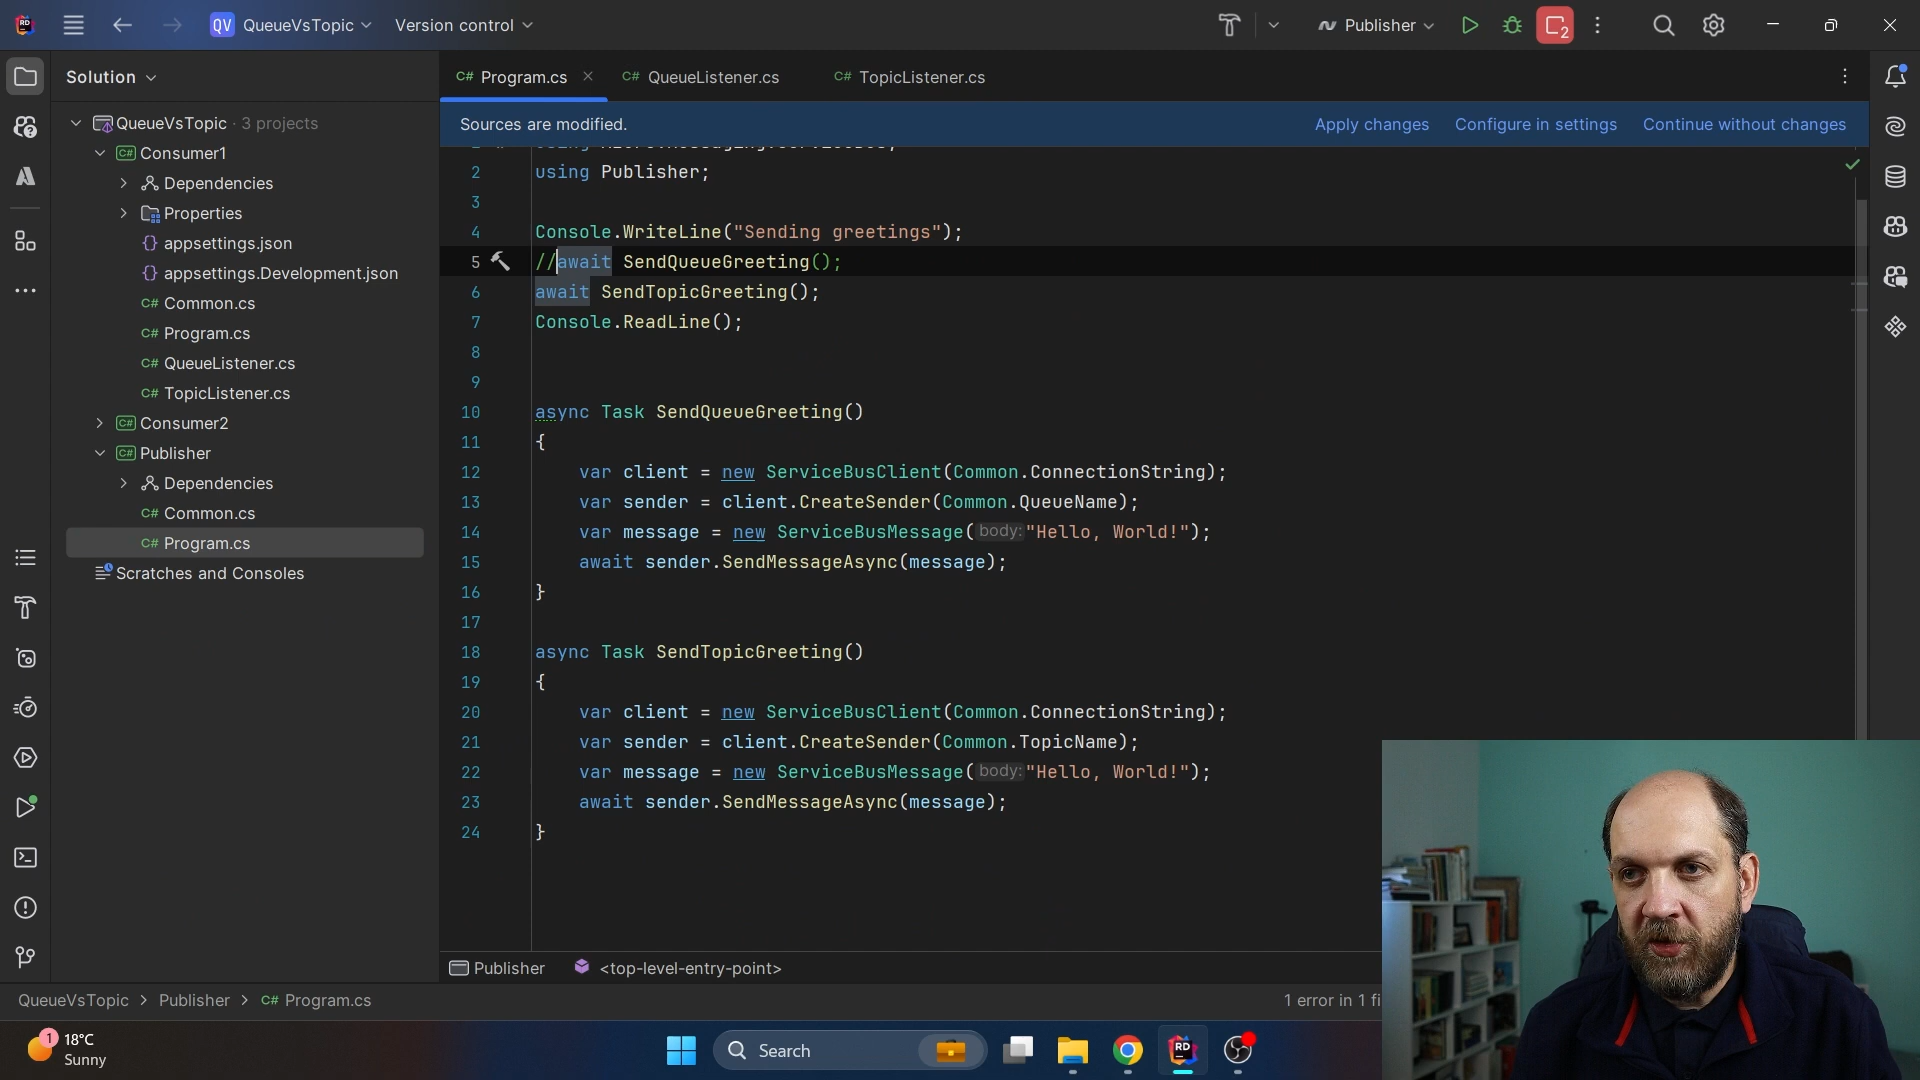 QV QueueVsTopic
Version control
Publisher
2
Solution
C# Program.cs
C# QueueListener.cs
C# TopicListener.cs
Sources are modified.
Apply changes
Configure in settings
Continue without changes
QueueVsTopic · 3 projects
C# Consumer1
Dependencies
Properties
{} appsettings.json
{} appsettings.Development.json
C# Common.cs
C# Program.cs
C# QueueListener.cs
C# TopicListener.cs
C# Consumer2
C# Publisher
Dependencies
C# Common.cs
C# Program.cs
Scratches and Consoles
2 using Publisher;
3
4 Console.WriteLine("Sending greetings");
5 //await SendQueueGreeting();
6 await SendTopicGreeting();
7 Console.ReadLine();
8
9
10 async Task SendQueueGreeting()
11 {
12 var client = new ServiceBusClient(Common.ConnectionString);
13 var sender = client.CreateSender(Common.QueueName);
14 var message = new ServiceBusMessage(body:"Hello, World!");
15 await sender.SendMessageAsync(message);
16 }
17
18 async Task SendTopicGreeting()
19 {
20 var client = new ServiceBusClient(Common.ConnectionString);
21 var sender = client.CreateSender(Common.TopicName);
22 var message = new ServiceBusMessage(body:"Hello, World!");
23 await sender.SendMessageAsync(message);
24 }
Publisher
<top-level-entry-point>
QueueVsTopic > Publisher > C# Program.cs
1 error in 1 fi
1
18°C
Sunny
Search
RD